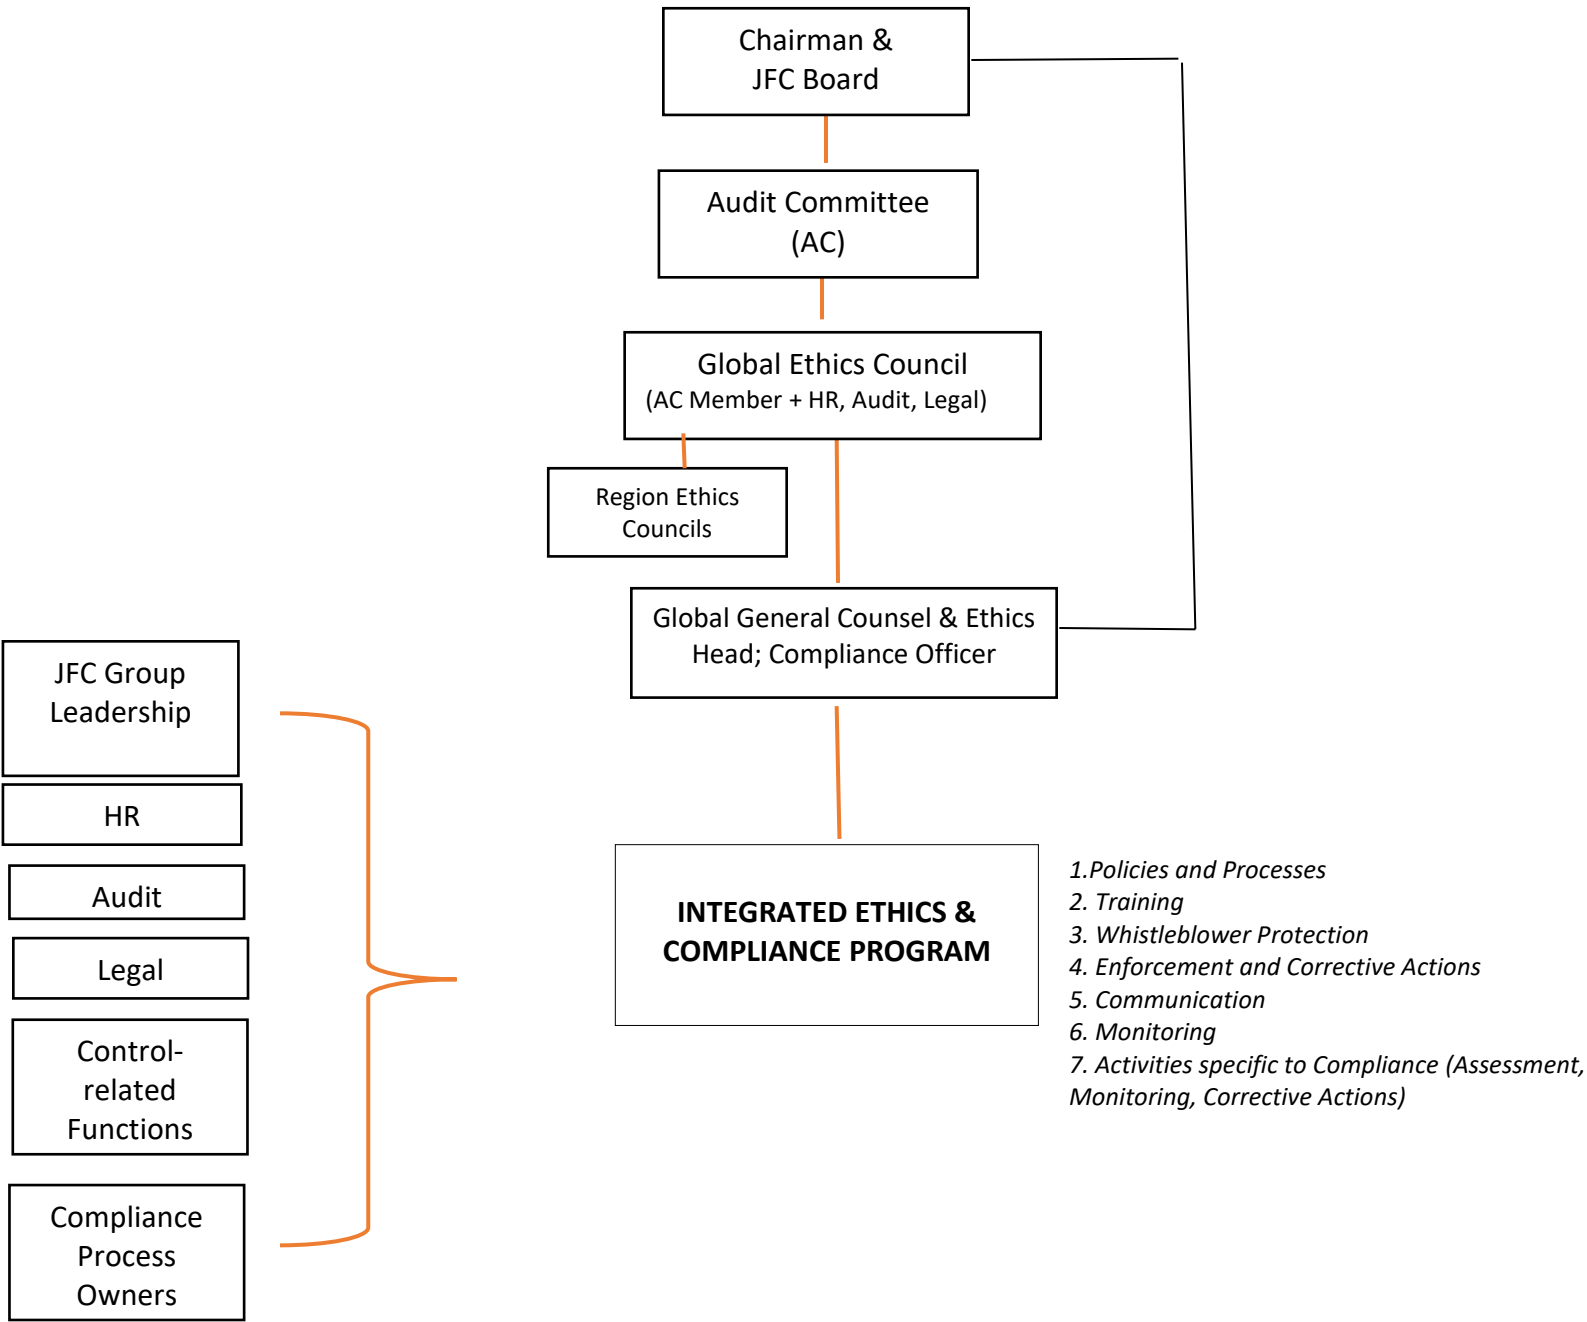 Chairman &
JFC Board
Audit Committee
(AC)
Global Ethics Council
(AC Member + HR, Audit, Legal)
Region Ethics
Councils
Global General Counsel & Ethics
Head; Compliance Officer
JFC Group
Leadership
HR
Audit
Legal
Control-
related
Functions
Compliance
Process
Owners
INTEGRATED ETHICS &
COMPLIANCE PROGRAM
1.Policies and Processes
2. Training
3. Whistleblower Protection
4. Enforcement and Corrective Actions
5. Communication
6. Monitoring
7. Activities specific to Compliance (Assessment,
Monitoring, Corrective Actions)